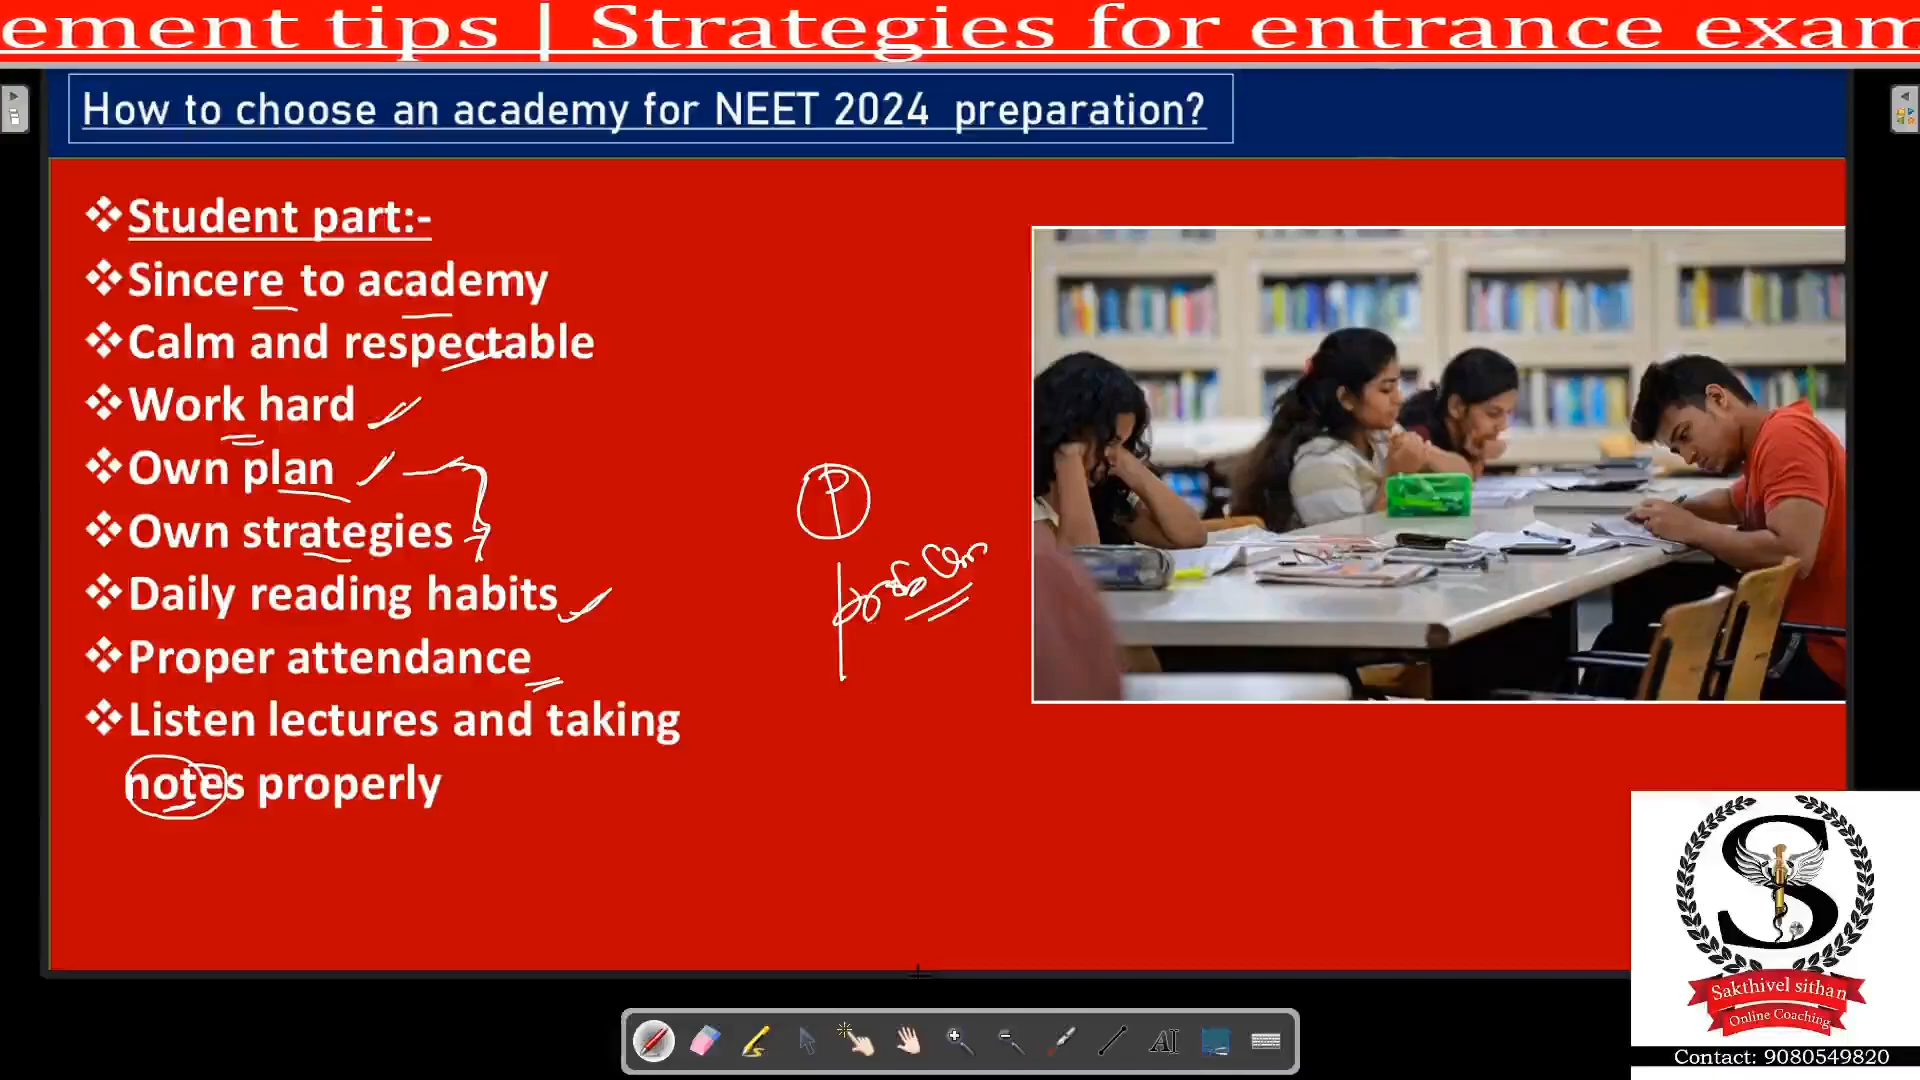 ement tips | Strategies for entrance exam
How to choose an academy for NEET 2024 preparation?
❖Student part:-
❖Sincere to academy
❖Calm and respectable
❖Work hard
❖Own plan
❖Own strategies
❖Daily reading habits
❖Proper attendance
❖Listen lectures and taking
notes properly
P
problem
AI
S
Sakthivel sithan
Online Coaching
Contact: 9080549820